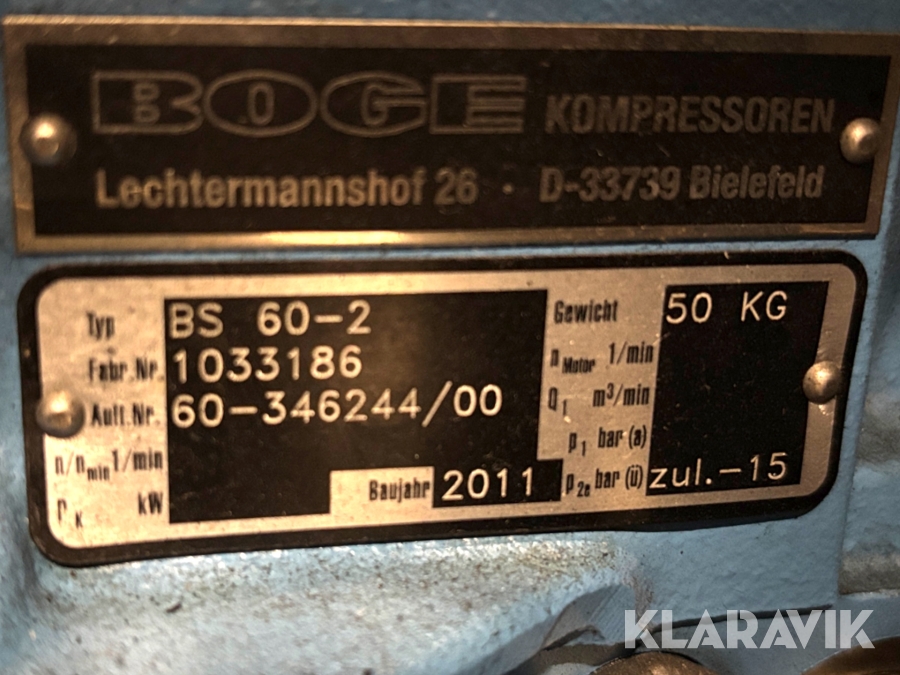 BOGE KOMPRESSOREN
Lechtermannshof 26 · D-33739 Bielefeld
Typ BS 60-2
Fabr.Nr. 1033186
Auft.Nr. 60-346244/00
n/nmin 1/min
PK kW
Baujahr 2011
Gewicht 50 KG
nMotor 1/min
Q1 m³/min
p1 bar (a)
p2e bar (ü) zul.-15
KLARAVIK